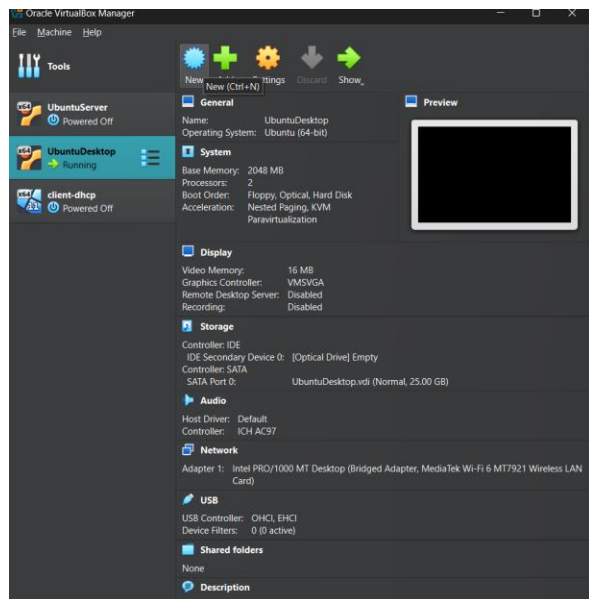 Oracle VirtualBox Manager
File Machine Help
Tools
New Settings Discard Show
New (Ctrl+N)
UbuntuServer
Powered Off
UbuntuDesktop
Running
client-dhcp
Powered Off
General
Name: UbuntuDesktop
Operating System: Ubuntu (64-bit)
Preview
System
Base Memory: 2048 MB
Processors: 2
Boot Order: Floppy, Optical, Hard Disk
Acceleration: Nested Paging, KVM
Paravirtualization
Display
Video Memory: 16 MB
Graphics Controller: VMSVGA
Remote Desktop Server: Disabled
Recording: Disabled
Storage
Controller: IDE
IDE Secondary Device 0: [Optical Drive] Empty
Controller: SATA
SATA Port 0: UbuntuDesktop.vdi (Normal, 25.00 GB)
Audio
Host Driver: Default
Controller: ICH AC97
Network
Adapter 1: Intel PRO/1000 MT Desktop (Bridged Adapter, MediaTek Wi-Fi 6 MT7921 Wireless LAN
Card)
USB
USB Controller: OHCI, EHCI
Device Filters: 0 (0 active)
Shared folders
None
Description